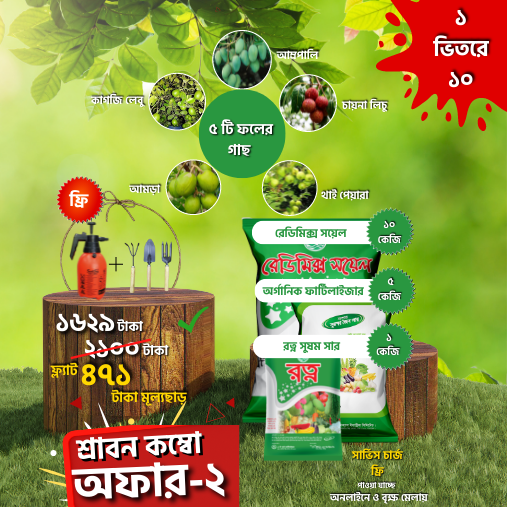 ১
ভিতরে
১০
আম্রপালি
কাগজি লেবু
চায়না লিচু
৫ টি ফলের
গাছ
আমড়া
থাই পেয়ারা
ফ্রি
রেডিমিক্স সয়েল
১০
কেজি
রেডিমিক্স সয়েল
অর্গানিক ফার্টিলাইজার
৫
কেজি
রত্ন সুষম সার
১
কেজি
রত্ন
+
১৬২৯ টাকা
২১০০ টাকা
ফ্ল্যাট ৪৭১
টাকা মূল্যছাড়
শ্রাবন কম্বো
অফার-২
সার্ভিস চার্জ
ফ্রি
পাওয়া যাচ্ছে
অনলাইনে ও বৃক্ষ মেলায়